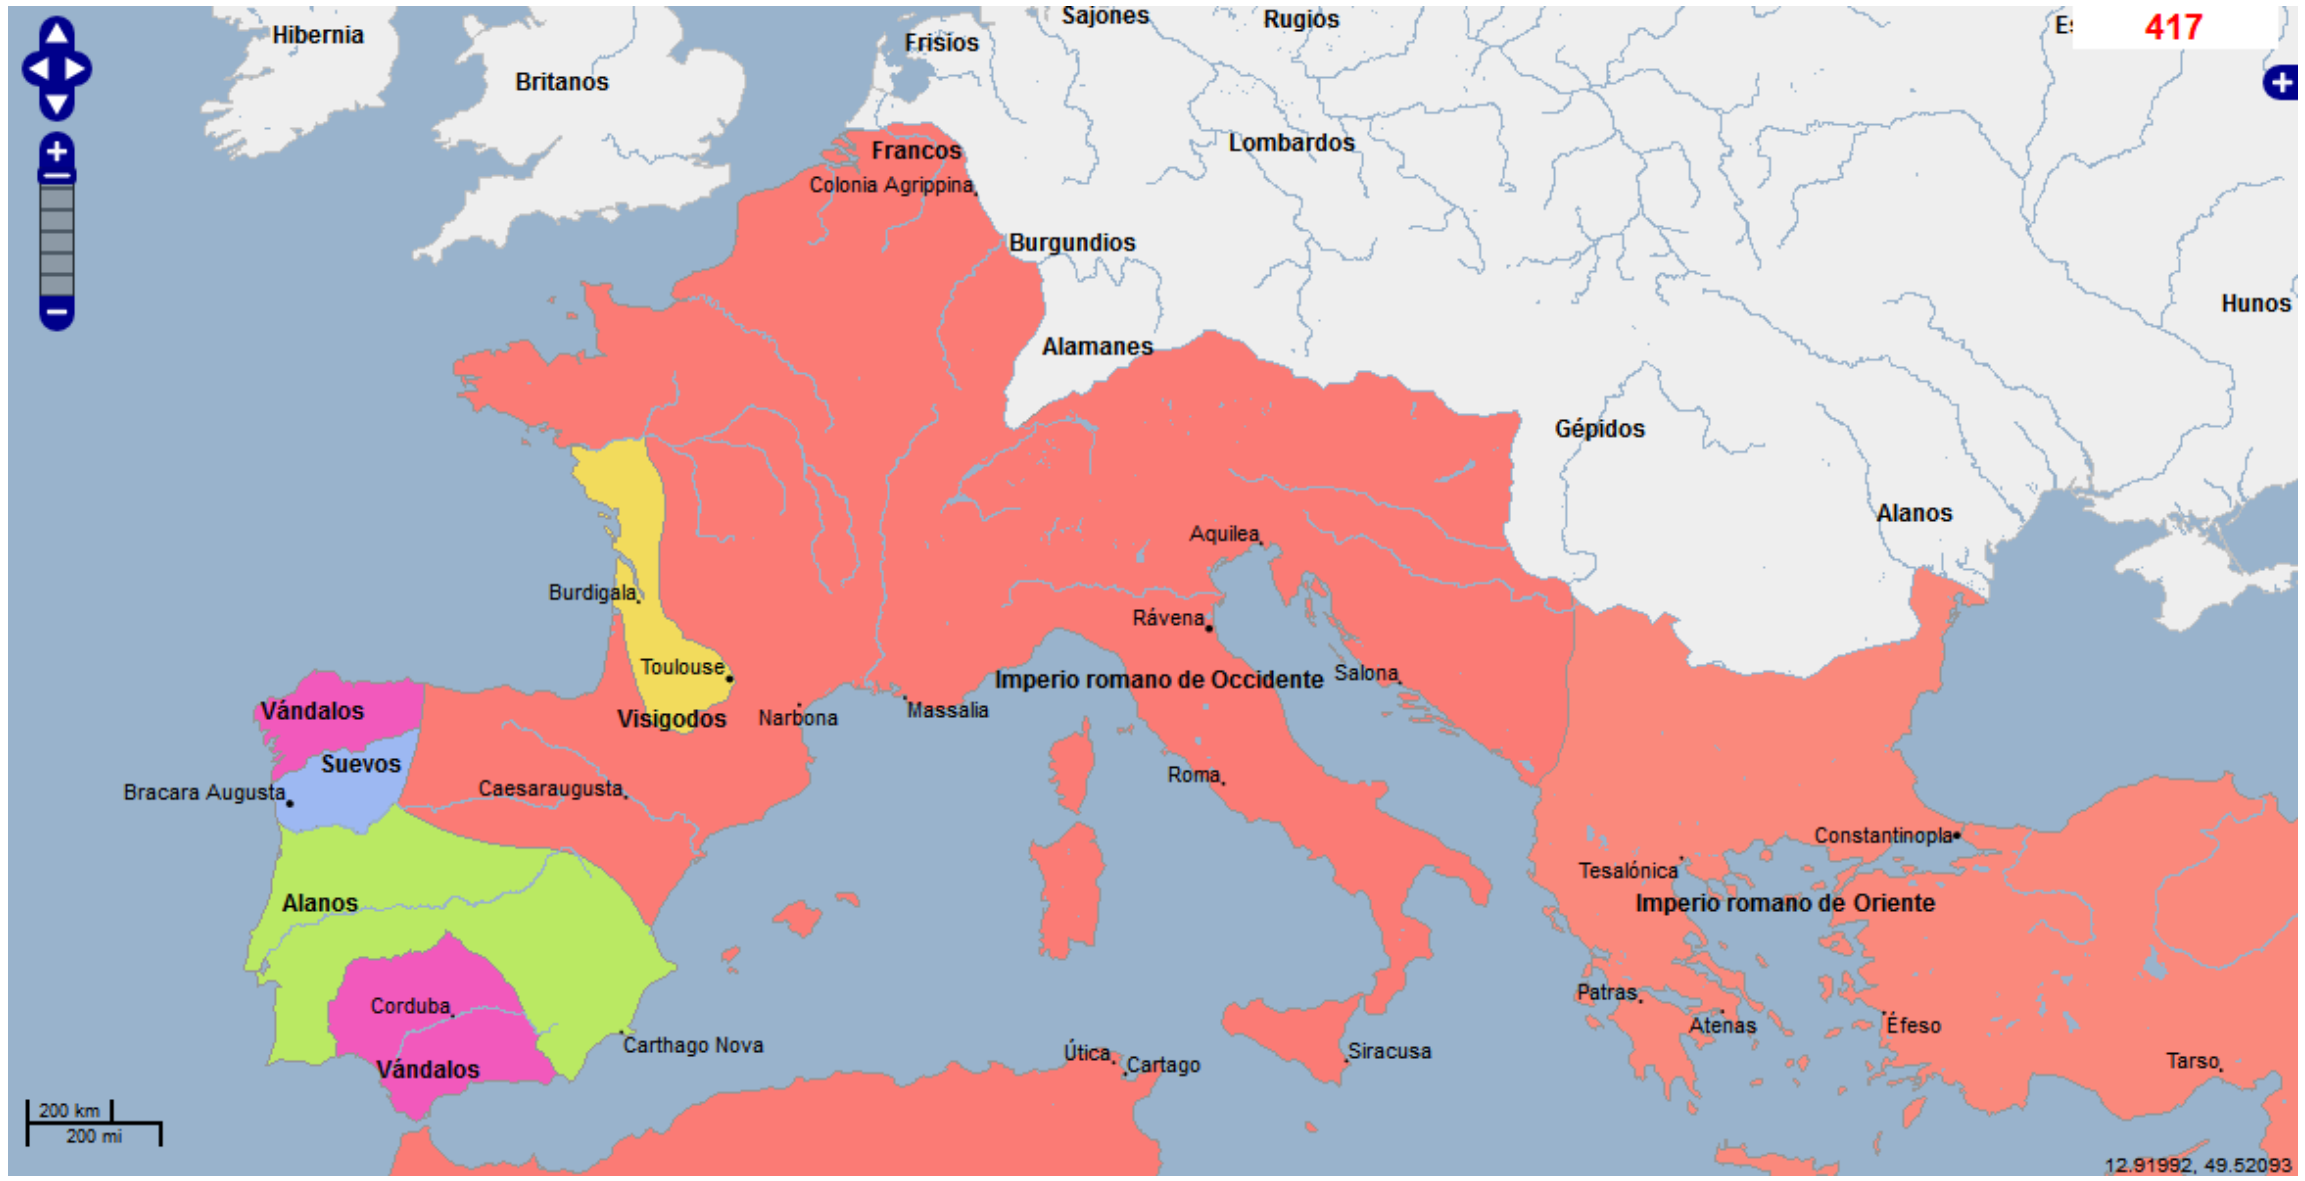 Hibernia
Britanos
Frisios
Sajones
Rugios
417
Lombardos
Francos
Colonia Agrippina
Burgundios
Hunos
Alamanes
Gépidos
Alanos
Aquilea
Burdigala
Rávena
Toulouse
Imperio romano de Occidente
Salona
Vándalos
Visigodos
Narbona
Massalia
Suevos
Bracara Augusta
Caesaraugusta
Roma
Constantinopla
Tesalónica
Alanos
Imperio romano de Oriente
Corduba
Patras
Atenas
Éfeso
Carthago Nova
Vándalos
Útica
Cartago
Siracusa
Tarso
200 km
200 mi
12.91992, 49.52093